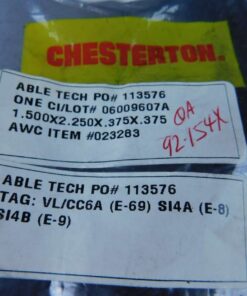 CHESTERTON.
ABLE TECH PO# 113576
ONE CI/LOT# 06009607A
1.500X2.250X.375X.375
AWC ITEM #023283
QA
92-154X
ABLE TECH PO# 113576
TAG: VL/CC6A (E-69) SI4A (E-8)
SI4B (E-9)